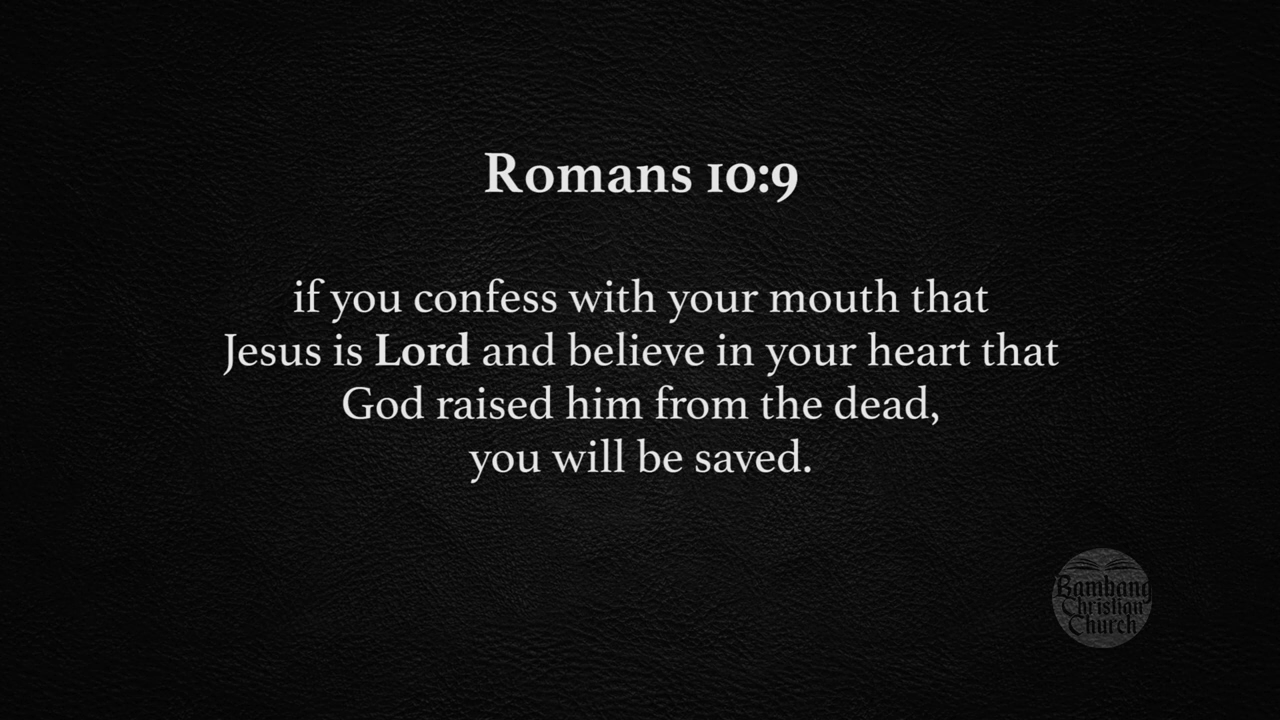 Romans 10:9
if you confess with your mouth that
Jesus is Lord and believe in your heart that
God raised him from the dead,
you will be saved.
Bambang
Christian
Church